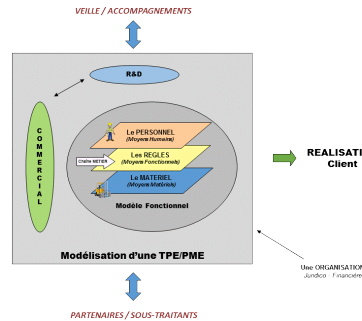 VEILLE / ACCOMPAGNEMENTS
R&D
COMMERCIAL
Le PERSONNEL
(Moyens Humains)
Chaîne METIER
Les REGLES
(Moyens Fonctionnels)
Le MATERIEL
(Moyens Matériels)
Modèle Fonctionnel
REALISATI
Client
Modélisation d'une TPE/PME
Une ORGANISATION
Juridico - Financière
PARTENAIRES / SOUS-TRAITANTS